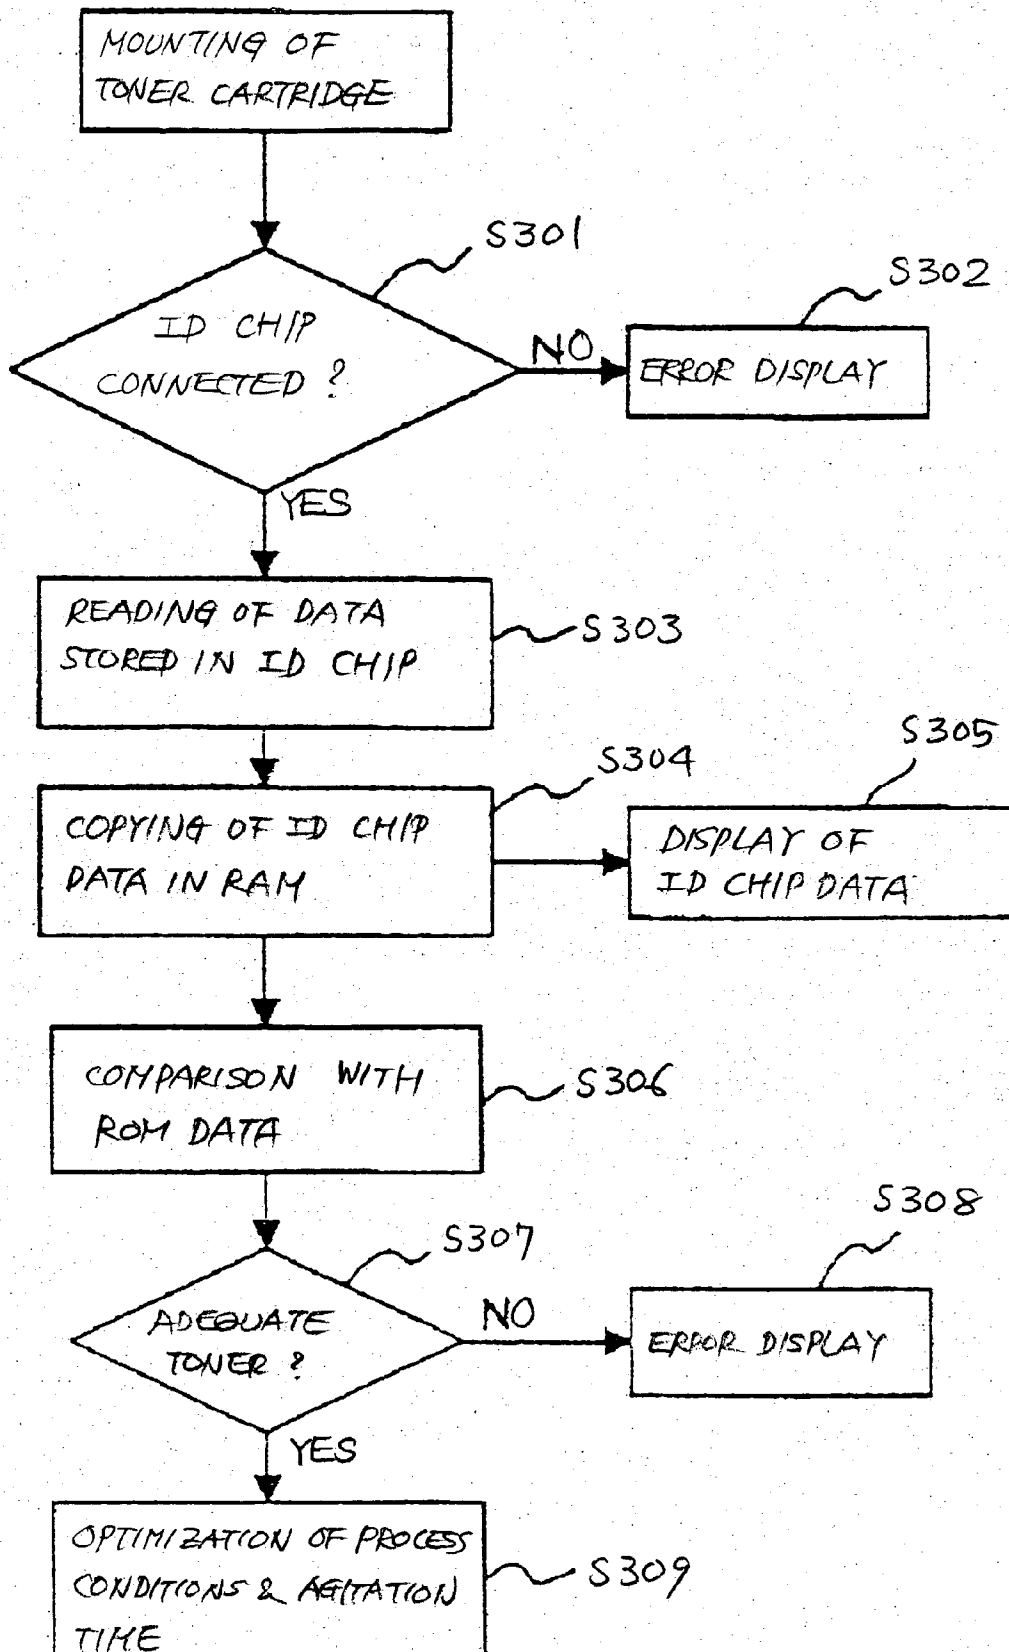 MOUNTING OF
TONER CARTRIDGE
S301
ID CHIP
CONNECTED ?
NO
S302
ERROR DISPLAY
YES
READING OF DATA
STORED IN ID CHIP
S303
S304
COPYING OF ID CHIP
DATA IN RAM
S305
DISPLAY OF
ID CHIP DATA
COMPARISON WITH
ROM DATA
S306
S307
ADEQUATE
TONER ?
NO
S308
ERROR DISPLAY
YES
OPTIMIZATION OF PROCESS
CONDITIONS & AGITATION
TIME
S309